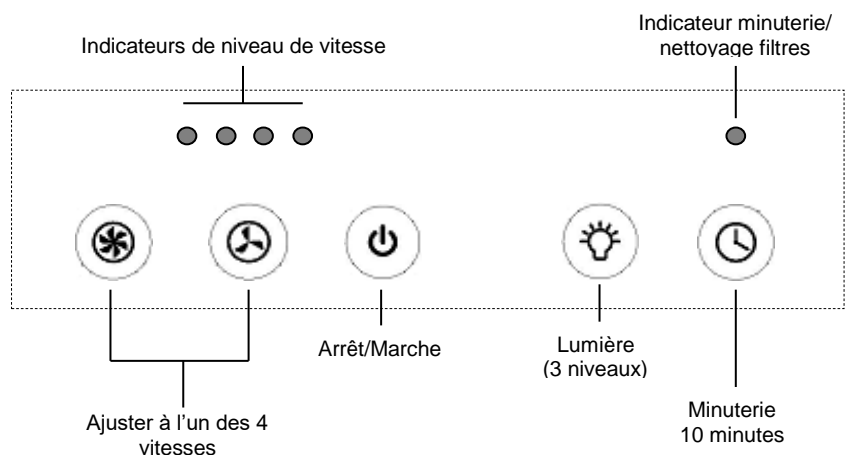 Indicateur minuterie/
nettoyage filtres
Indicateurs de niveau de vitesse
Arrêt/Marche
Lumière
(3 niveaux)
Ajuster à l’un des 4
vitesses
Minuterie
10 minutes